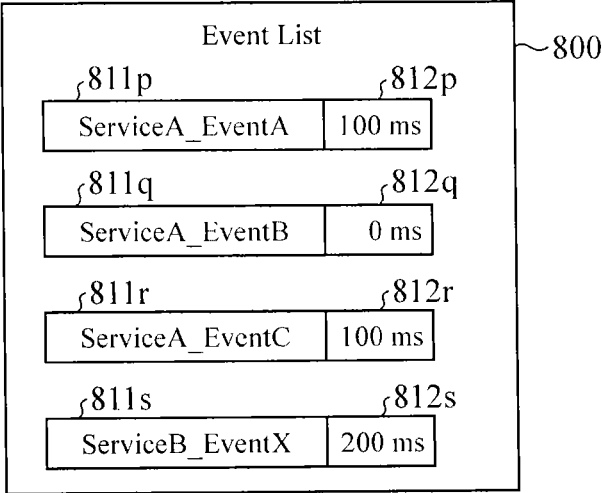 Event List
800
811p 812p
ServiceA_EventA 100 ms
811q 812q
ServiceA_EventB 0 ms
811r 812r
ServiceA_EventC 100 ms
811s 812s
ServiceB_EventX 200 ms